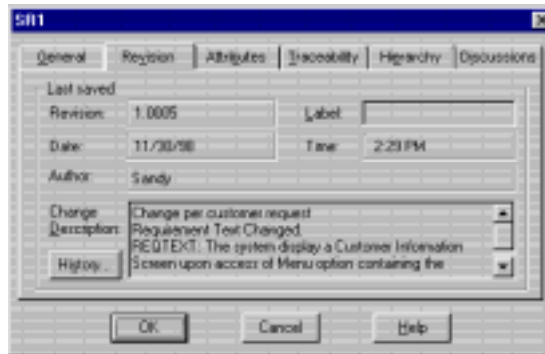 SR1
General Revision Attributes Traceability Hierarchy Discussions
Last saved
Revision: 1.0005 Label:
Date: 11/30/98 Time: 2:29 PM
Author: Sandy
Change Description:
Change per customer request
Requirement Text Changed.
REQTEXT: The system display a Customer Information
Screen upon access of Menu option containing the
History...
OK Cancel Help